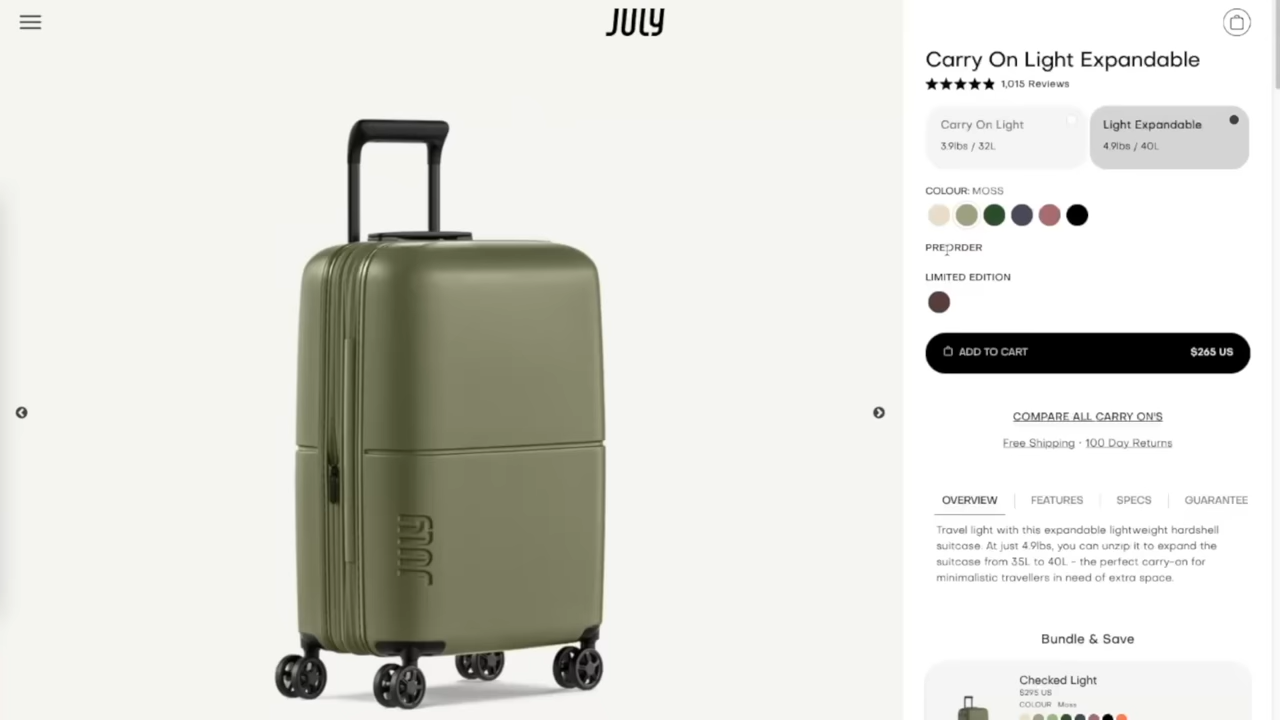 JULY
Carry On Light Expandable
1,015 Reviews
Carry On Light
3.9lbs / 32L
Light Expandable
4.9lbs / 40L
COLOUR: MOSS
PREORDER
LIMITED EDITION
ADD TO CART $265 US
COMPARE ALL CARRY ON'S
Free Shipping · 100 Day Returns
OVERVIEW FEATURES SPECS GUARANTEE
Travel light with this expandable lightweight hardshell
suitcase. At just 4.9lbs, you can unzip it to expand the
suitcase from 35L to 40L - the perfect carry-on for
minimalistic travellers in need of extra space.
JULY
Bundle & Save
Checked Light
$295 US
COLOUR Moss